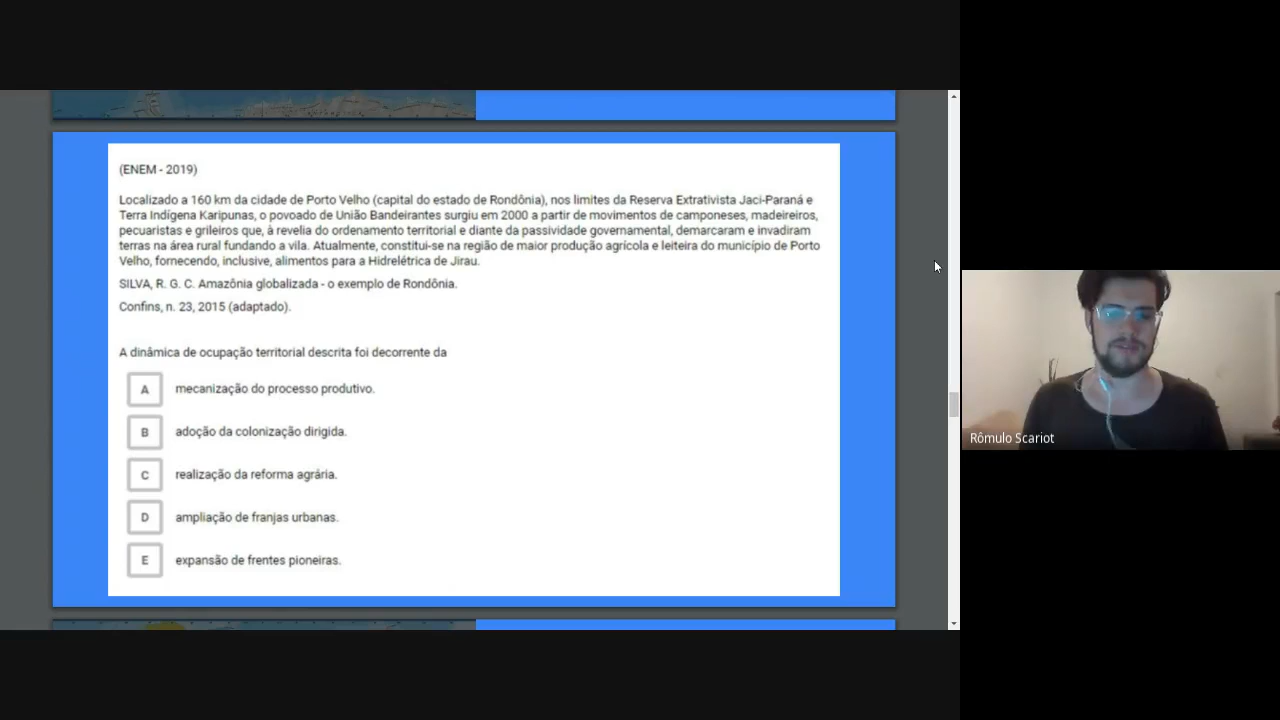 (ENEM - 2019)
Localizado a 160 km da cidade de Porto Velho (capital do estado de Rondônia), nos limites da Reserva Extrativista Jaci-Paraná e
Terra Indígena Karipunas, o povoado de União Bandeirantes surgiu em 2000 a partir de movimentos de camponeses, madeireiros,
pecuaristas e grileiros que, à revelia do ordenamento territorial e diante da passividade governamental, demarcaram e invadiram
terras na área rural fundando a vila. Atualmente, constitui-se na região de maior produção agrícola e leiteira do município de Porto
Velho, fornecendo, inclusive, alimentos para a Hidrelétrica de Jirau.
SILVA, R. G. C. Amazônia globalizada - o exemplo de Rondônia.
Confins, n. 23, 2015 (adaptado).
A dinâmica de ocupação territorial descrita foi decorrente da
A mecanização do processo produtivo.
B adoção da colonização dirigida.
C realização da reforma agrária.
D ampliação de franjas urbanas.
E expansão de frentes pioneiras.
Rômulo Scariot